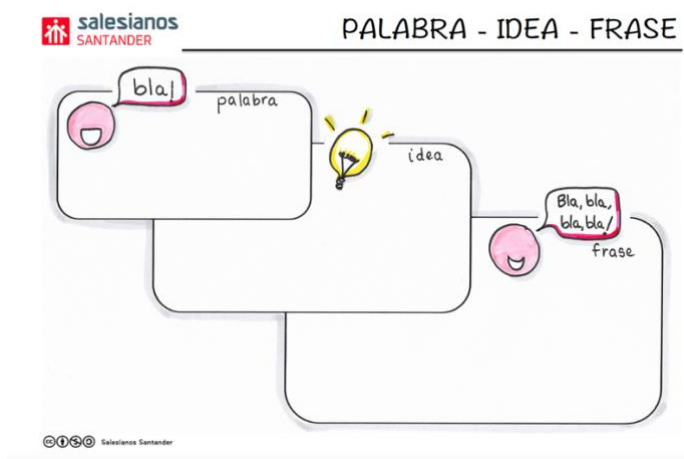 salesianos
SANTANDER
PALABRA - IDEA - FRASE
bla!
palabra
idea
Bla, bla,
bla, bla!
frase
Salesianos Santander